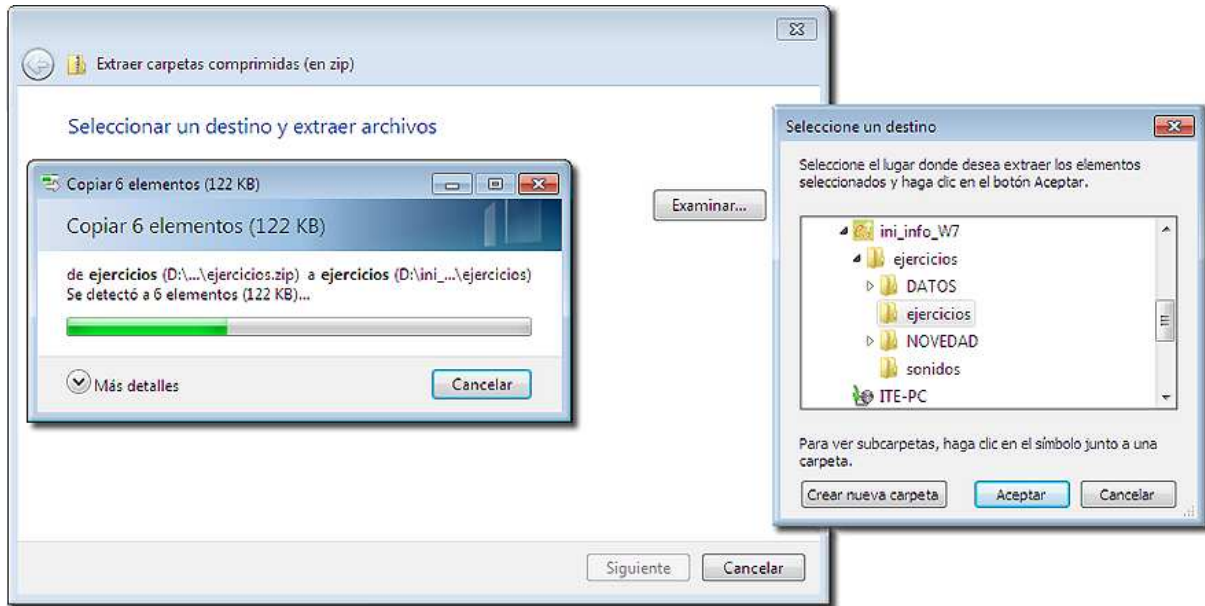 Extraer carpetas comprimidas (en zip)
Seleccionar un destino y extraer archivos
Copiar 6 elementos (122 KB)
Copiar 6 elementos (122 KB)
de ejercicios (D:\...\ejercicios.zip) a ejercicios (D:\ini_...\ejercicios)
Se detectó a 6 elementos (122 KB)...
Más detalles
Cancelar
Examinar...
Siguiente
Cancelar
Seleccione un destino
Seleccione el lugar donde desea extraer los elementos
seleccionados y haga clic en el botón Aceptar.
ini_info_W7
ejercicios
DATOS
ejercicios
NOVEDAD
sonidos
ITE-PC
Para ver subcarpetas, haga clic en el símbolo junto a una
carpeta.
Crear nueva carpeta
Aceptar
Cancelar